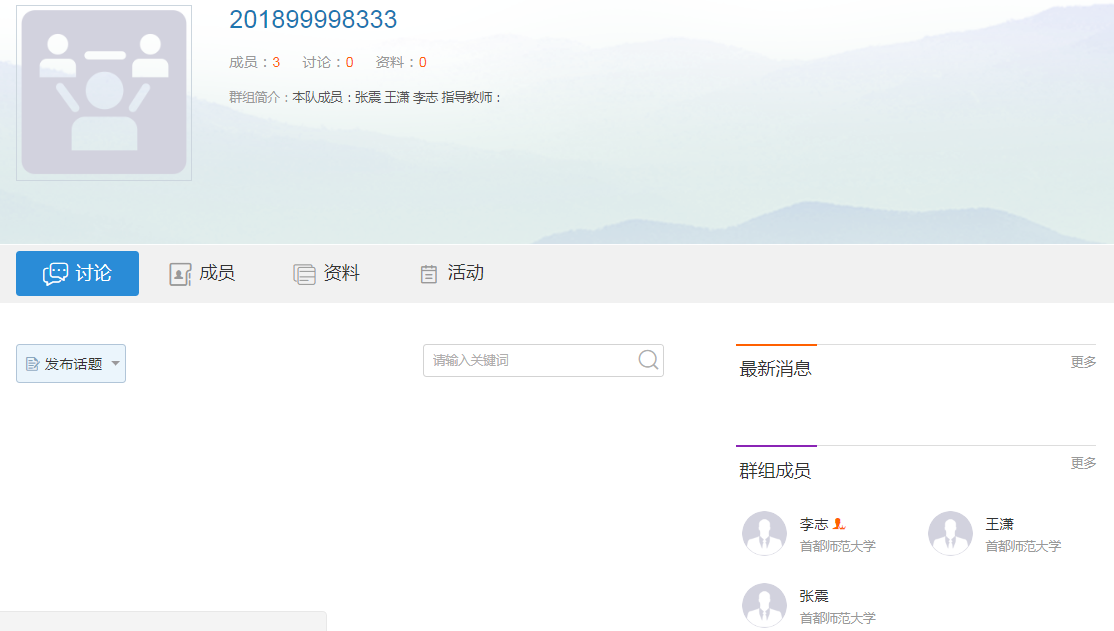 201899998333
成员：3 讨论：0 资料：0
群组简介：本队成员：张震 王潇 李志 指导教师：
讨论 成员 资料 活动
发布话题
请输入关键词
最新消息 更多
群组成员 更多
李志 王潇
首都师范大学 首都师范大学
张震
首都师范大学